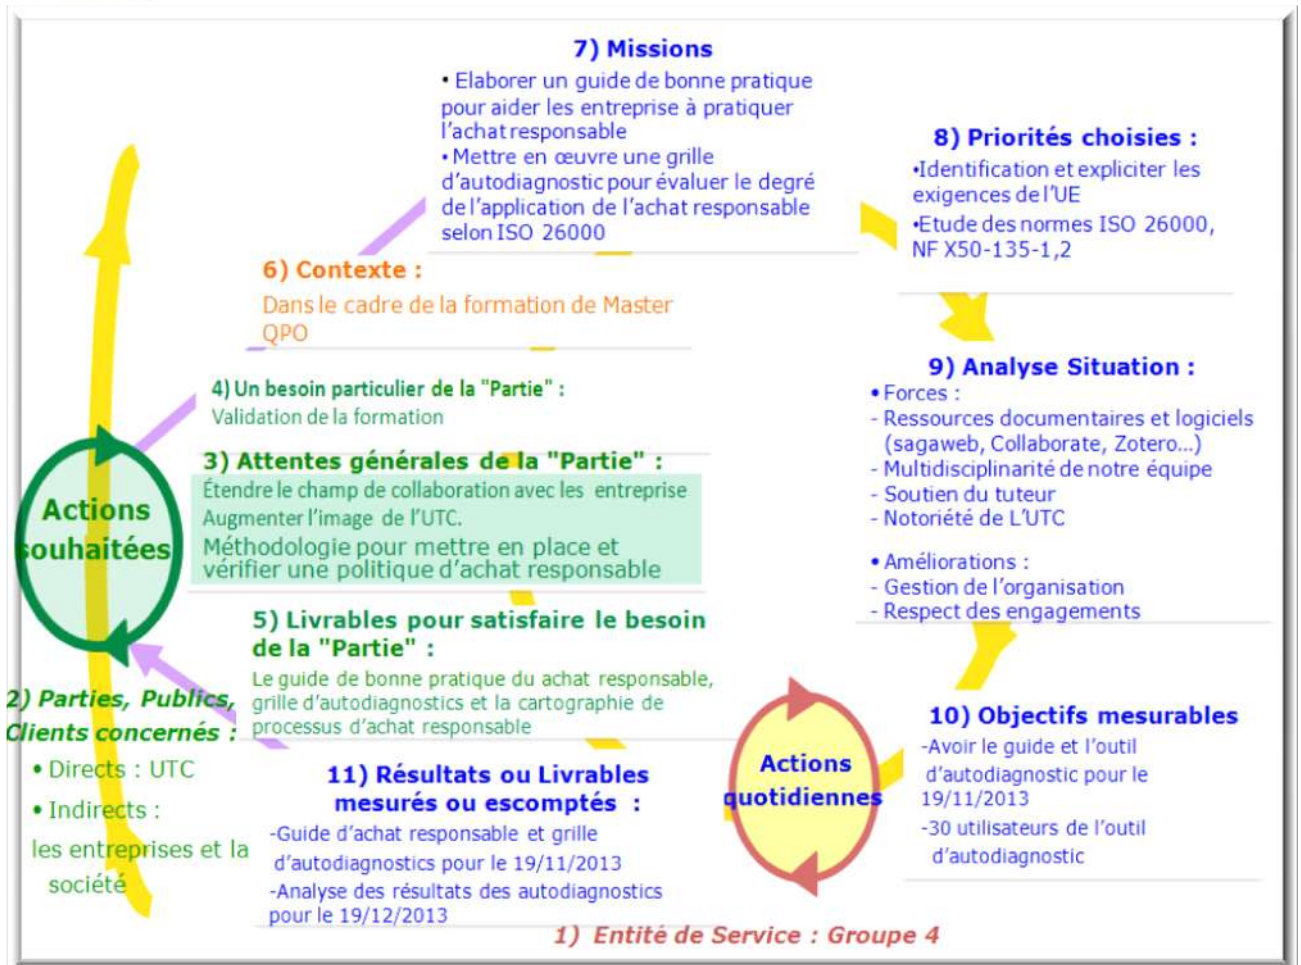 7) Missions
• Elaborer un guide de bonne pratique
pour aider les entreprise à pratiquer
l'achat responsable
• Mettre en œuvre une grille
d'autodiagnostic pour évaluer le degré
de l'application de l'achat responsable
selon ISO 26000
8) Priorités choisies :
•Identification et expliciter les
exigences de l'UE
•Etude des normes ISO 26000,
NF X50-135-1,2
6) Contexte :
Dans le cadre de la formation de Master
QPO
9) Analyse Situation :
• Forces :
- Ressources documentaires et logiciels
(sagaweb, Collaborate, Zotero...)
- Multidisciplinarité de notre équipe
- Soutien du tuteur
- Notoriété de L'UTC
• Améliorations :
- Gestion de l'organisation
- Respect des engagements
4) Un besoin particulier de la "Partie" :
Validation de la formation
3) Attentes générales de la "Partie" :
Étendre le champ de collaboration avec les entreprise
Augmenter l'image de l'UTC.
Méthodologie pour mettre en place et
vérifier une politique d'achat responsable
Actions
souhaitées
5) Livrables pour satisfaire le besoin
de la "Partie" :
Le guide de bonne pratique du achat responsable,
grille d'autodiagnostics et la cartographie de
processus d'achat responsable
2) Parties, Publics,
Clients concernés :
• Directs : UTC
• Indirects :
les entreprises et la
société
11) Résultats ou Livrables
mesurés ou escomptés :
-Guide d'achat responsable et grille
d'autodiagnostics pour le 19/11/2013
-Analyse des résultats des autodiagnostics
pour le 19/12/2013
Actions
quotidiennes
10) Objectifs mesurables
-Avoir le guide et l'outil
d'autodiagnostic pour le
19/11/2013
-30 utilisateurs de l'outil
d'autodiagnostic
1) Entité de Service : Groupe 4